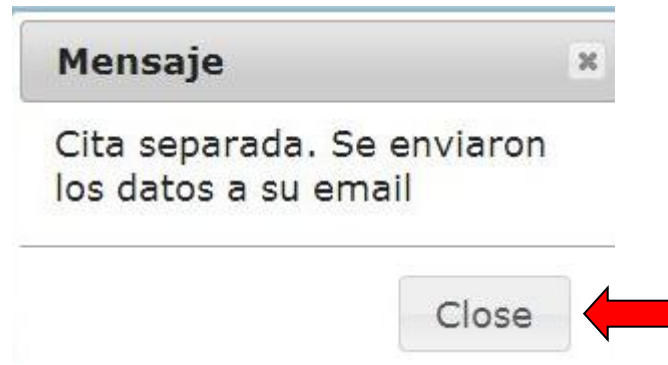 Mensaje
Cita separada. Se enviaron
los datos a su email
Close